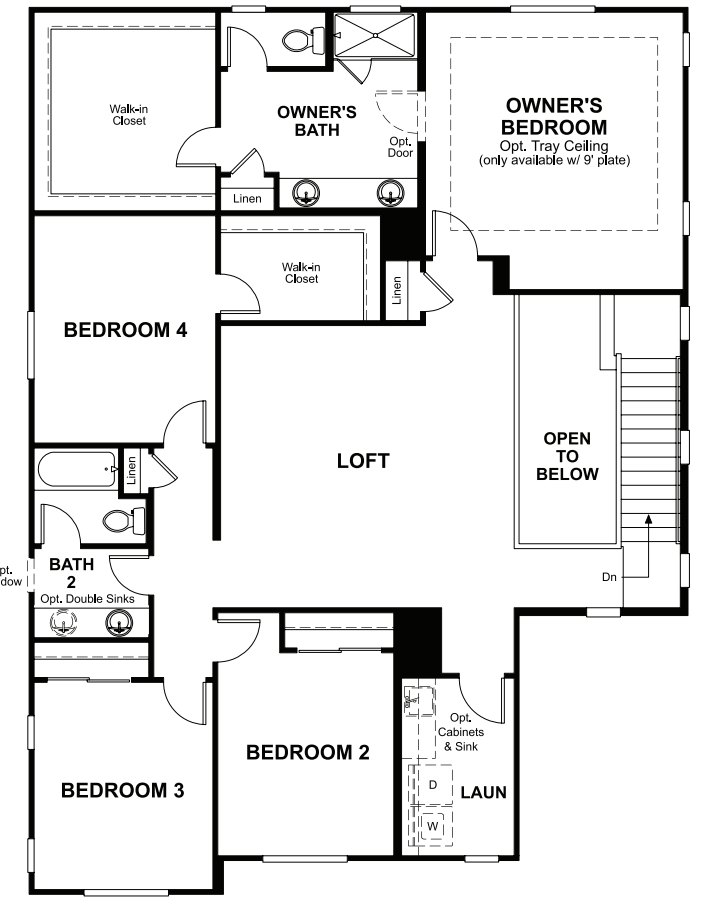 Walk-in
Closet
OWNER'S
BATH
Opt.
Door
Linen
OWNER'S
BEDROOM
Opt. Tray Ceiling
(only available w/ 9' plate)
Walk-in
Closet
Linen
BEDROOM 4
LOFT
OPEN
TO
BELOW
Linen
BATH
2
Opt. Double Sinks
Dn
BEDROOM 3
BEDROOM 2
Opt.
Cabinets
& Sink
D
LAUN
W